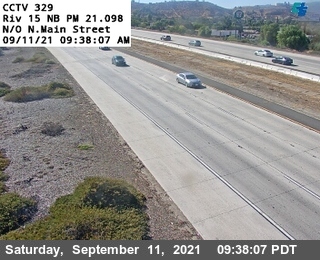 CCTV 329
Riv 15 NB PM 21.098
N/O N.Main Street
09/11/21 09:38:07 AM
Saturday, September 11, 2021 09:38:07 PDT